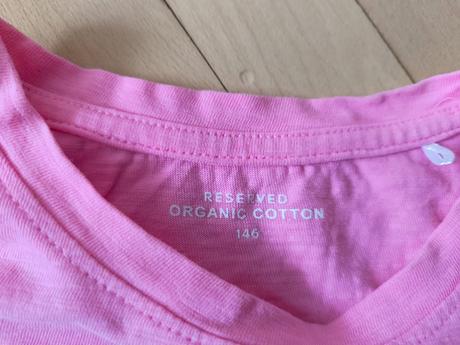 RESERVED
ORGANIC COTTON
146